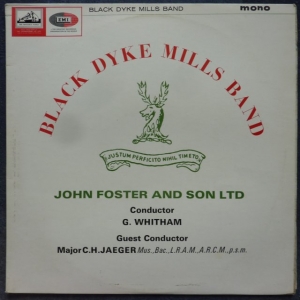 BLACK DYKE MILLS BAND
mono
EMI
BLACK DYKE MILLS BAND
JUSTUM PERFICITO NIHIL TIMETO
JOHN FOSTER AND SON LTD
Conductor
G. WHITHAM
Guest Conductor
Major C.H.JAEGER Mus.,Bac.,L.R.A.M.,A.R.C.M.,p.s.m.